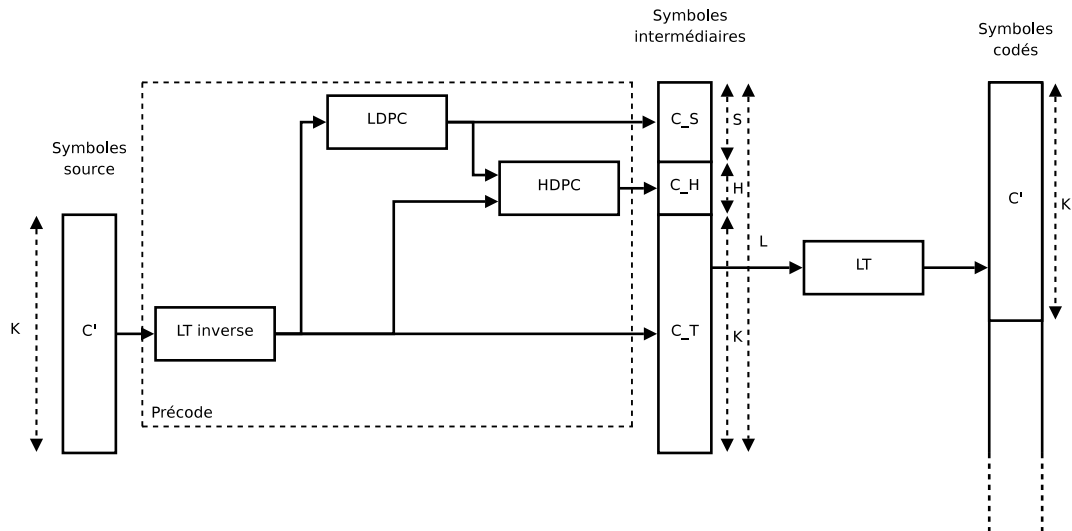 Symboles
source
K
C'
LT inverse
Précode
LDPC
HDPC
Symboles
intermédiaires
C_S
C_H
C_T
S
H
K
L
LT
Symboles
codés
C'
K